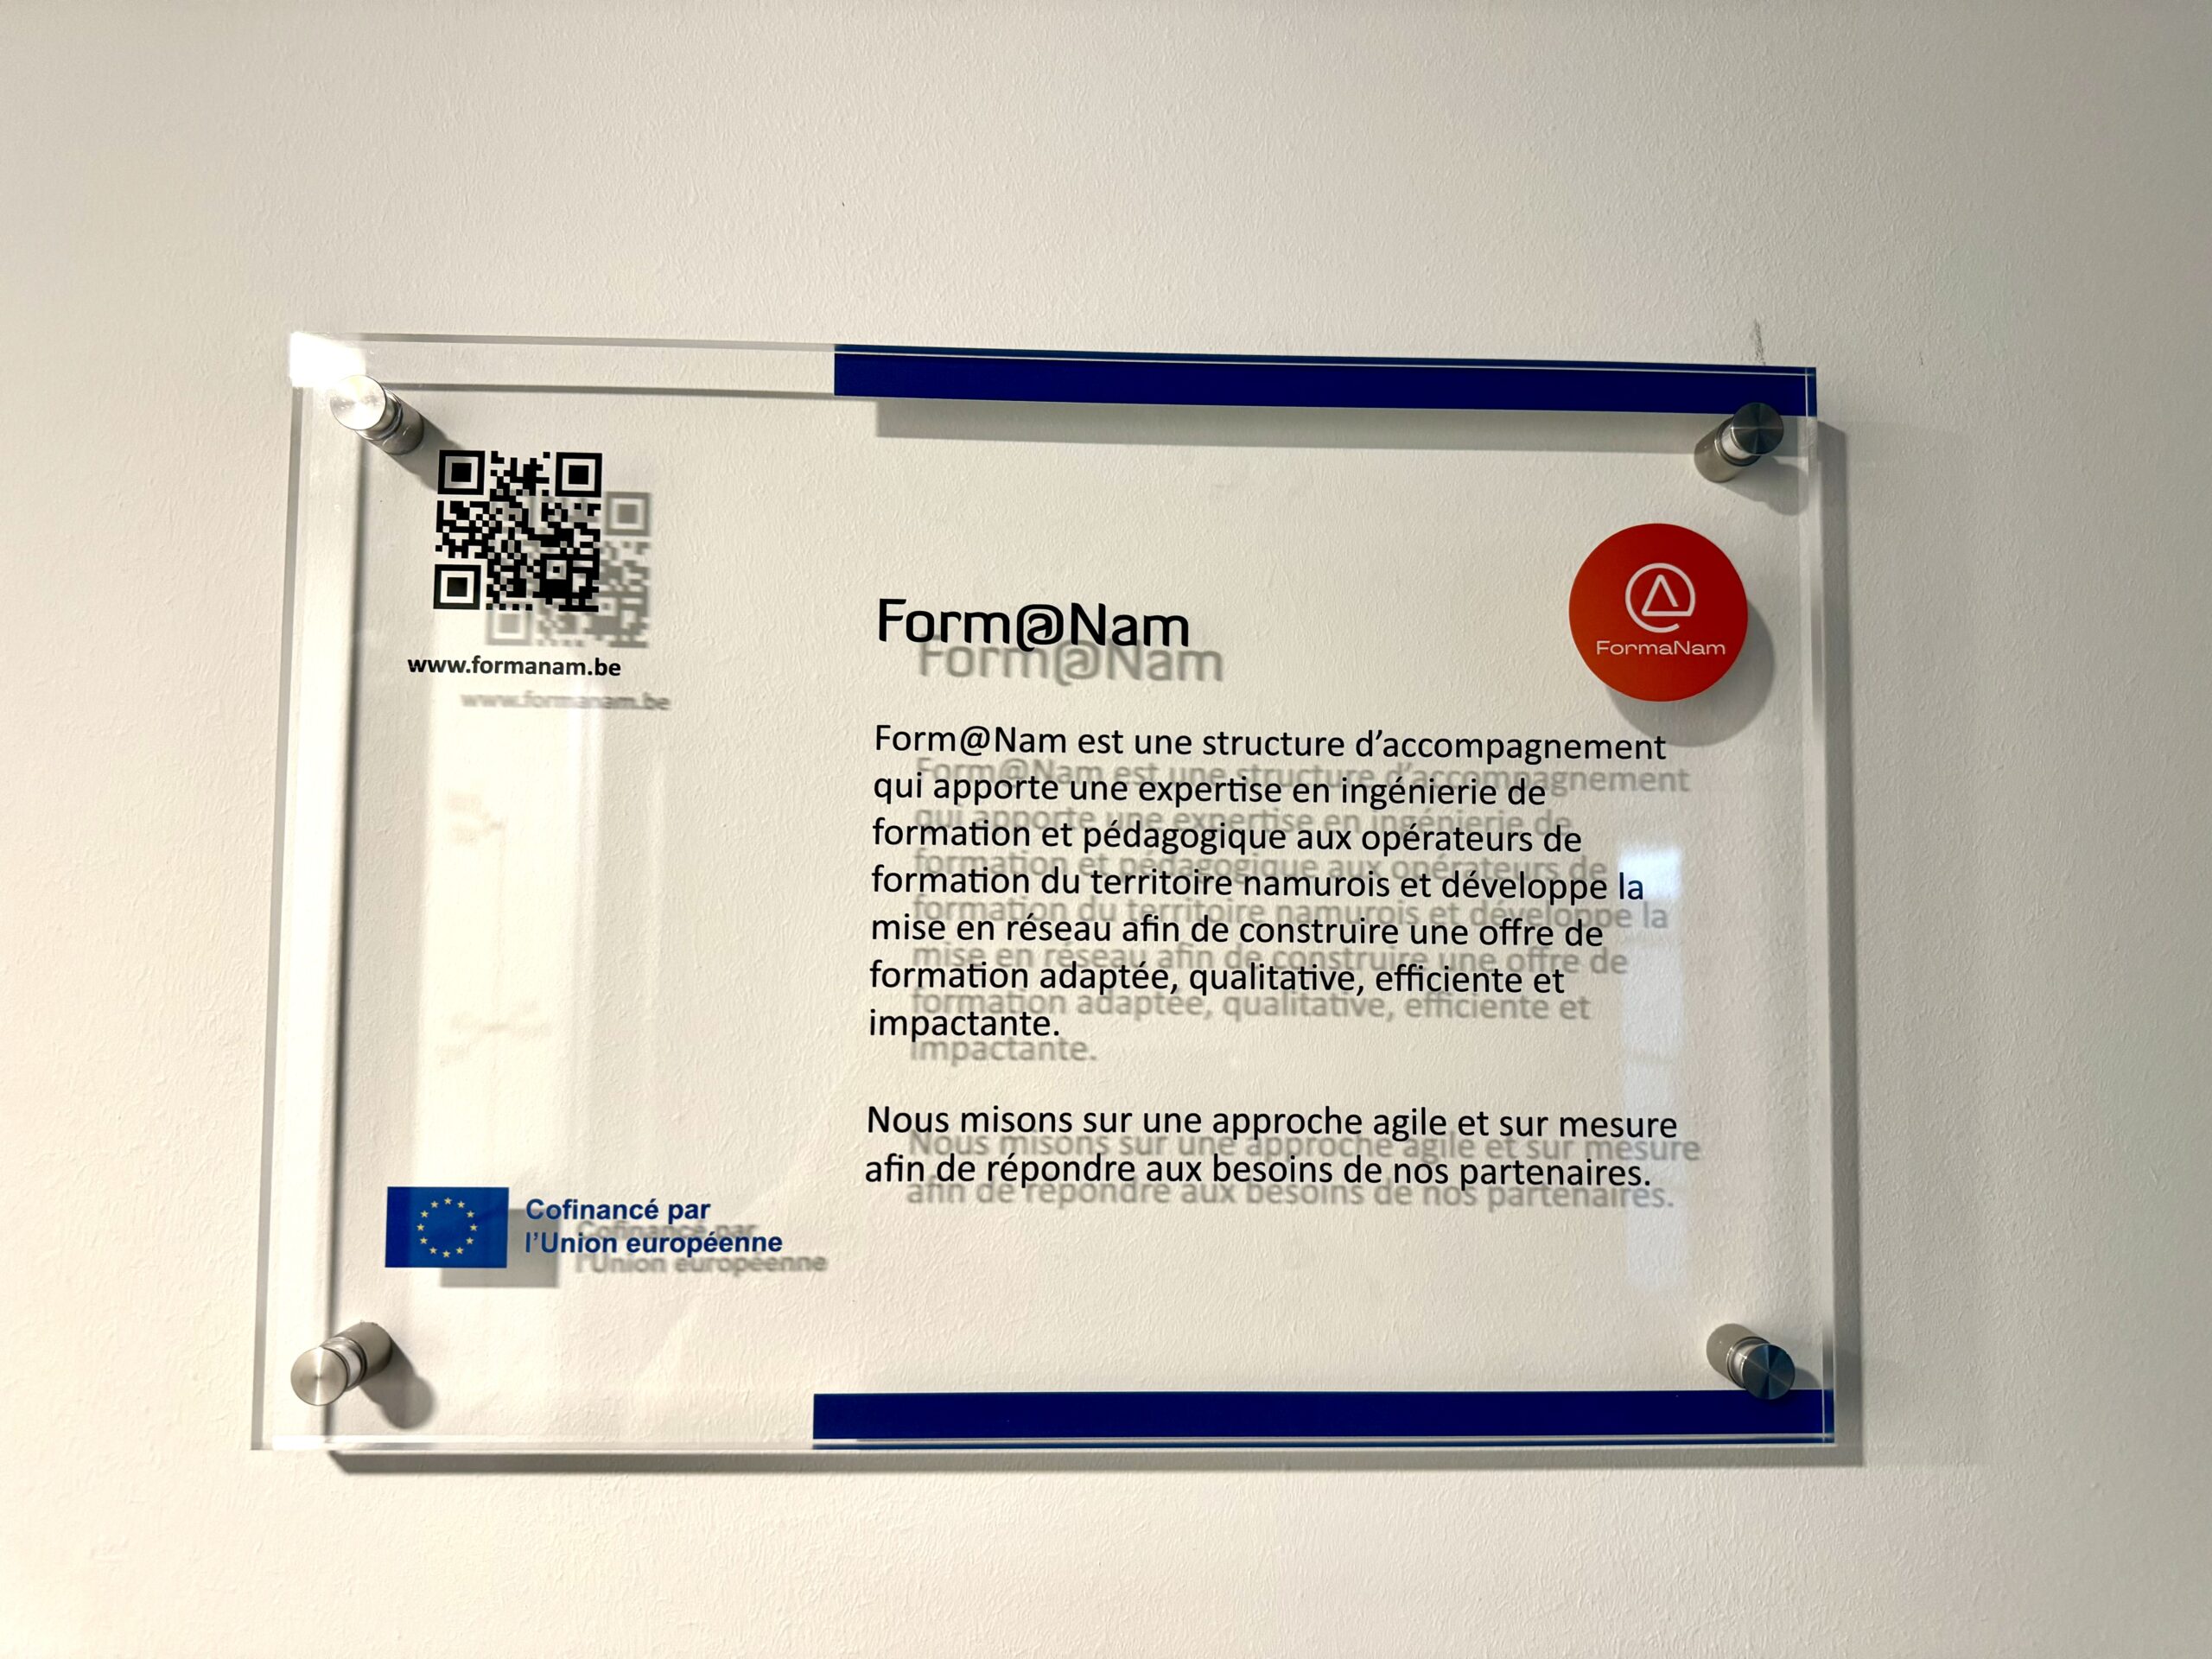 www.formanam.be
Form@Nam
FormaNam
Form@Nam est une structure d’accompagnement
qui apporte une expertise en ingénierie de
formation et pédagogique aux opérateurs de
formation du territoire namurois et développe la
mise en réseau afin de construire une offre de
formation adaptée, qualitative, efficiente et
impactante.
Nous misons sur une approche agile et sur mesure
afin de répondre aux besoins de nos partenaires.
Cofinancé par
l’Union européenne